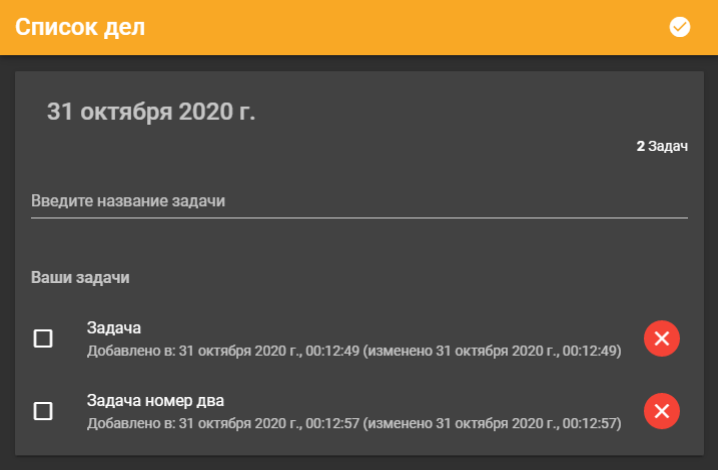 Список дел
31 октября 2020 г.
2 Задач
Введите название задачи
Ваши задачи
Задача
Добавлено в: 31 октября 2020 г., 00:12:49 (изменено 31 октября 2020 г., 00:12:49)
Задача номер два
Добавлено в: 31 октября 2020 г., 00:12:57 (изменено 31 октября 2020 г., 00:12:57)